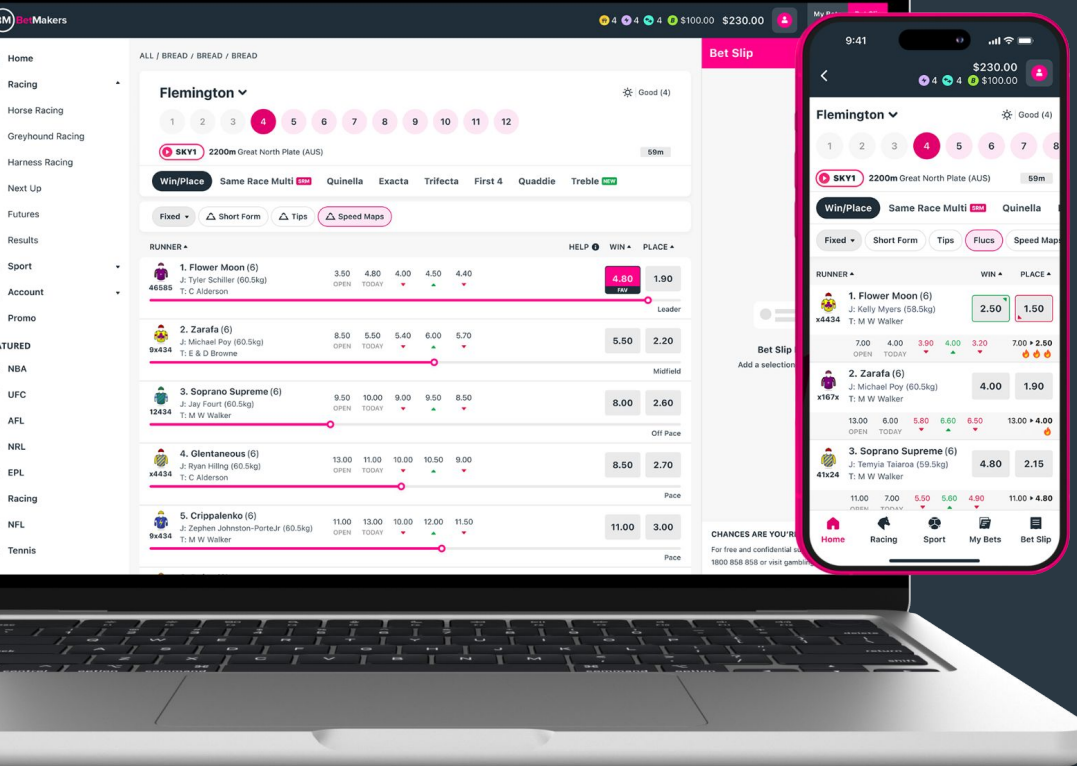 BetMakers
4 4 4 $100.00 $230.00
Home
Racing
Horse Racing
Greyhound Racing
Harness Racing
Next Up
Futures
Results
Sport
Account
Promo
NBA
UFC
AFL
NRL
EPL
Racing
NFL
Tennis
ALL / BREAD / BREAD / BREAD
Flemington
Good (4)
1 2 3 4 5 6 7 8 9 10 11 12
SKY1 2200m Great North Plate (AUS)
59m
Win/Place Same Race Multi SRM Quinella Exacta Trifecta First 4 Quaddie Treble NEW
Fixed Short Form Tips Speed Maps
RUNNER HELP WIN PLACE
1. Flower Moon (6)
J: Tyler Schiller (60.5kg)
46585 T: C Alderson
3.50 4.80 4.00 4.50 4.40
OPEN TODAY
4.80 1.90
FAV
Leader
2. Zarafa (6)
J: Michael Poy (60.5kg)
9x434 T: E & D Browne
8.50 5.50 5.40 6.00 5.70
OPEN TODAY
5.50 2.20
Midfield
3. Soprano Supreme (6)
J: Jay Fourt (60.5kg)
12434 T: M W Walker
9.50 10.00 9.00 9.50 8.50
OPEN TODAY
8.00 2.60
Off Pace
4. Glentaneous (6)
J: Ryan Hillng (60.5kg)
x4434 T: C Alderson
13.00 11.00 10.00 10.50 9.00
OPEN TODAY
8.50 2.70
Pace
5. Crippalenko (6)
J: Zephen Johnston-PorteJr (60.5kg)
9x434 T: M W Walker
11.00 13.00 10.00 12.00 11.50
OPEN TODAY
11.00 3.00
Pace
Bet Slip
Bet Slip
Add a selection
CHANCES ARE YOU'R
For free and confidential
1800 858 858 or visit
9:41
$230.00
4 4 $100.00
Flemington
Good (4)
1 2 3 4 5 6 7 8
SKY1 2200m Great North Plate (AUS)
59m
Win/Place Same Race Multi SRM Quinella
Fixed Short Form Tips Flucs Speed Maps
RUNNER WIN PLACE
1. Flower Moon (6)
J: Kelly Myers (58.5kg)
x4434 T: M W Walker
2.50 1.50
7.00 4.00 3.90 4.00 3.20 7.00 ▸ 2.50
OPEN TODAY
2. Zarafa (6)
J: Michael Poy (60.5kg)
x167x T: M W Walker
4.00 1.90
13.00 6.00 5.80 6.60 6.50 13.00 ▸ 4.00
OPEN TODAY
3. Soprano Supreme (6)
J: Temyia Taiaroa (59.5kg)
41x24 T: M W Walker
4.80 2.15
11.00 7.00 5.50 5.60 4.90 11.00 ▸ 4.80
OPEN TODAY
Home Racing Sport My Bets Bet Slip
delete
return
shift
control option command command option